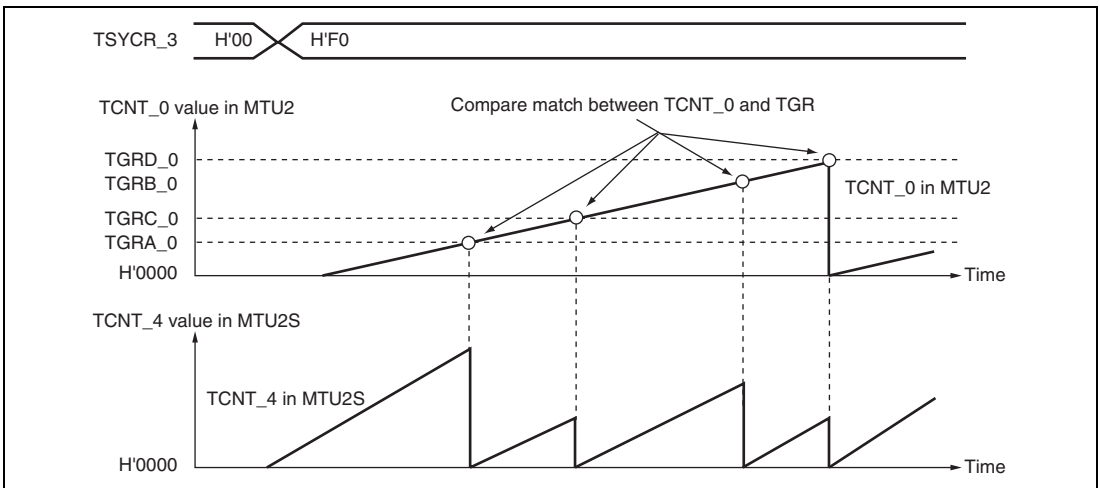 TSYCR_3 H'00 H'F0
TCNT_0 value in MTU2
Compare match between TCNT_0 and TGR
TGRD_0
TGRB_0
TCNT_0 in MTU2
TGRC_0
TGRA_0
H'0000
Time
TCNT_4 value in MTU2S
TCNT_4 in MTU2S
H'0000
Time